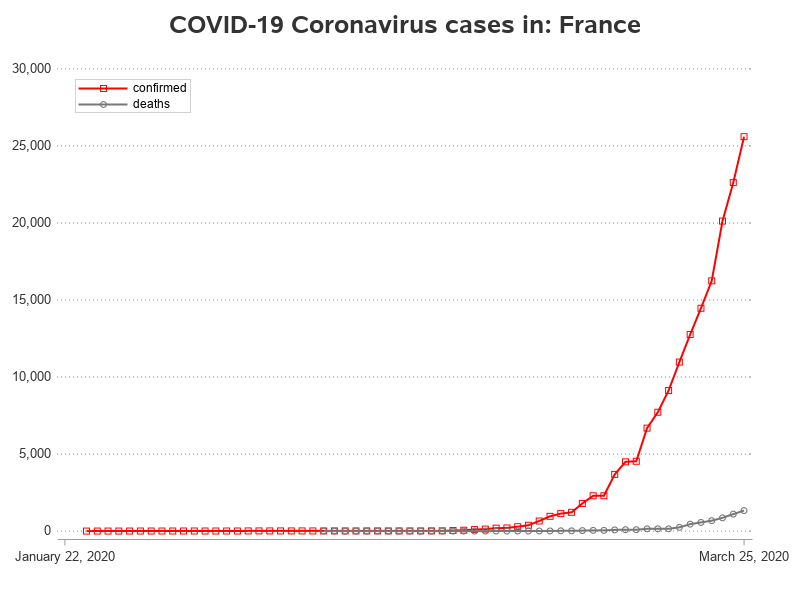 COVID-19 Coronavirus cases in: France
30,000
confirmed
deaths
25,000
20,000
15,000
10,000
5,000
0
January 22, 2020
March 25, 2020